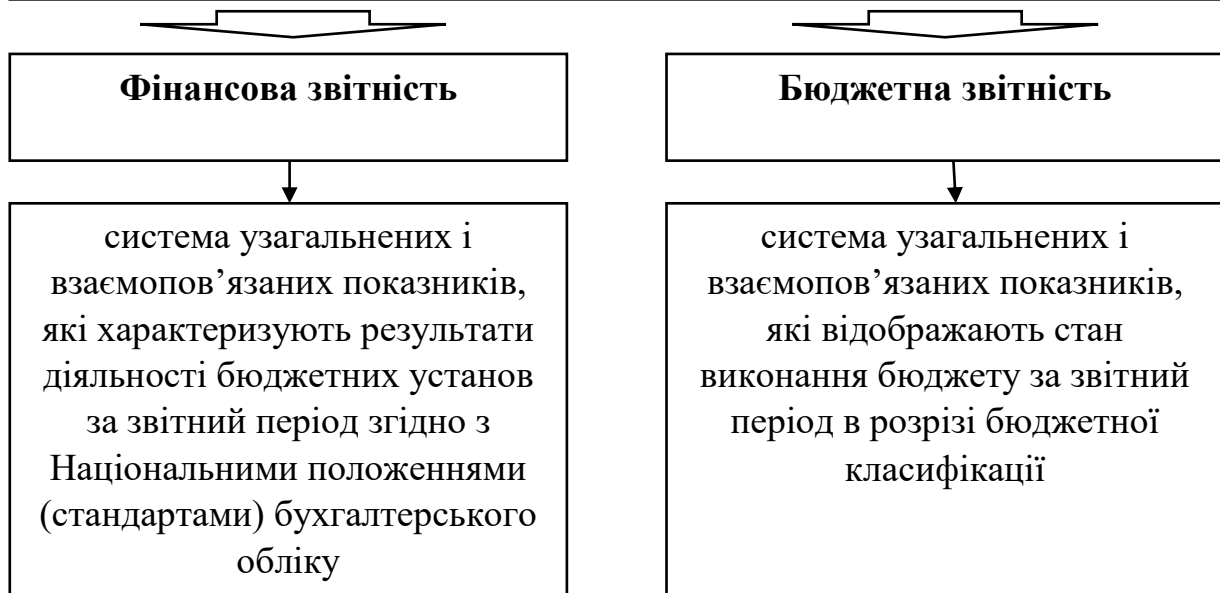 Фінансова звітність
система узагальнених і
взаємопов’язаних показників,
які характеризують результати
діяльності бюджетних установ
за звітний період згідно з
Національними положеннями
(стандартами) бухгалтерського
обліку
Бюджетна звітність
система узагальнених і
взаємопов’язаних показників,
які відображають стан
виконання бюджету за звітний
період в розрізі бюджетної
класифікації